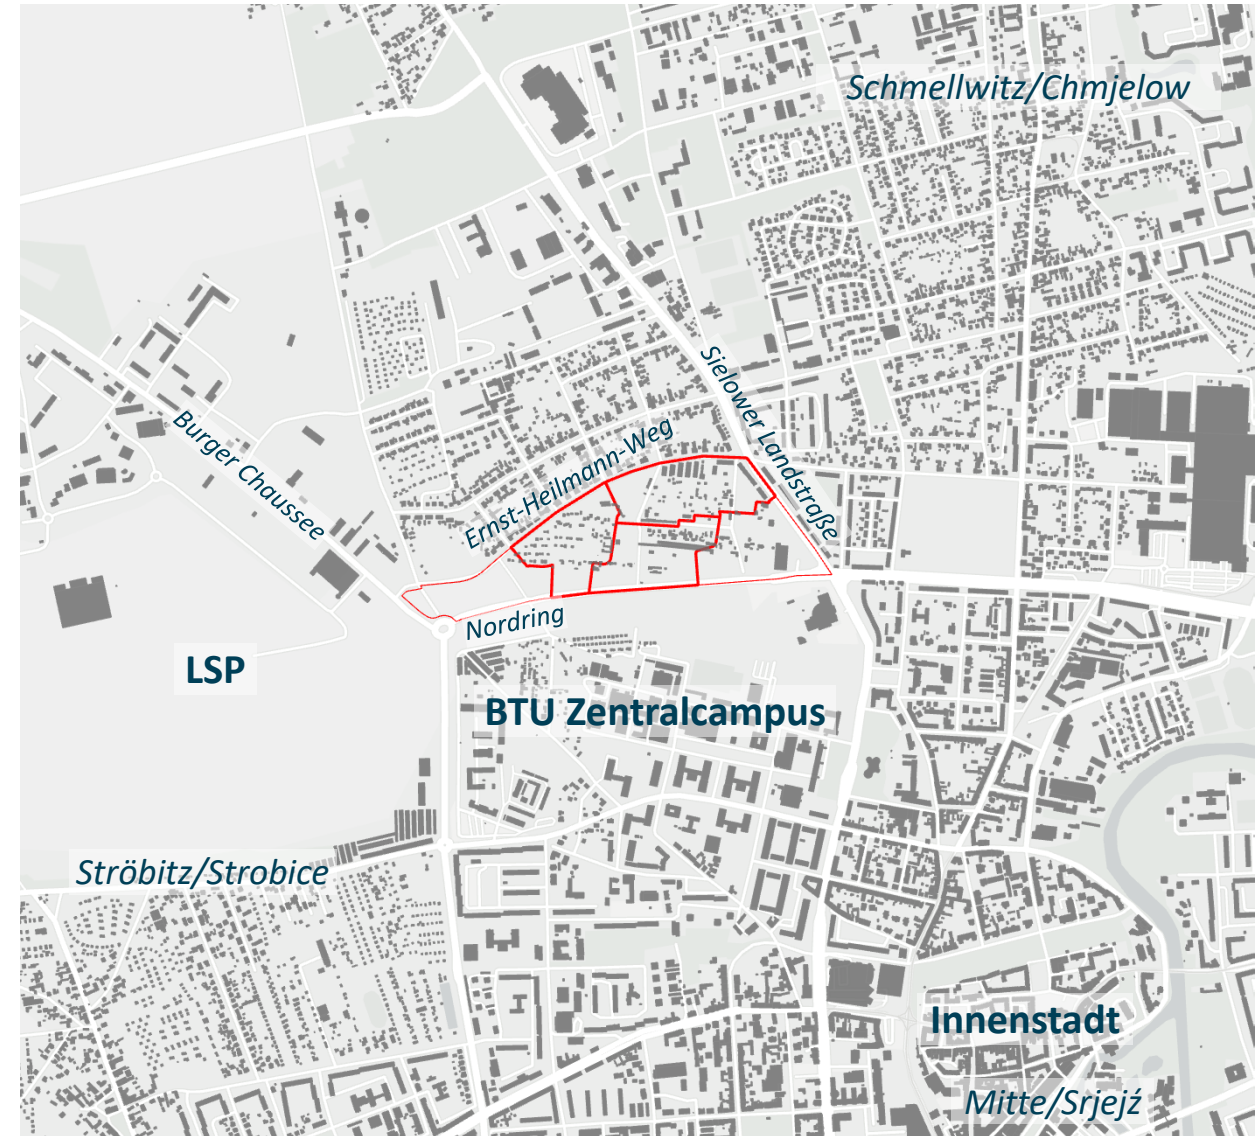 Schmellwitz/Chmjelow
Sielower Landstraße
Burger Chaussee
Ernst-Heilmann-Weg
Nordring
LSP
BTU Zentralcampus
Ströbitz/Strobice
Innenstadt
Mitte/Srjejź